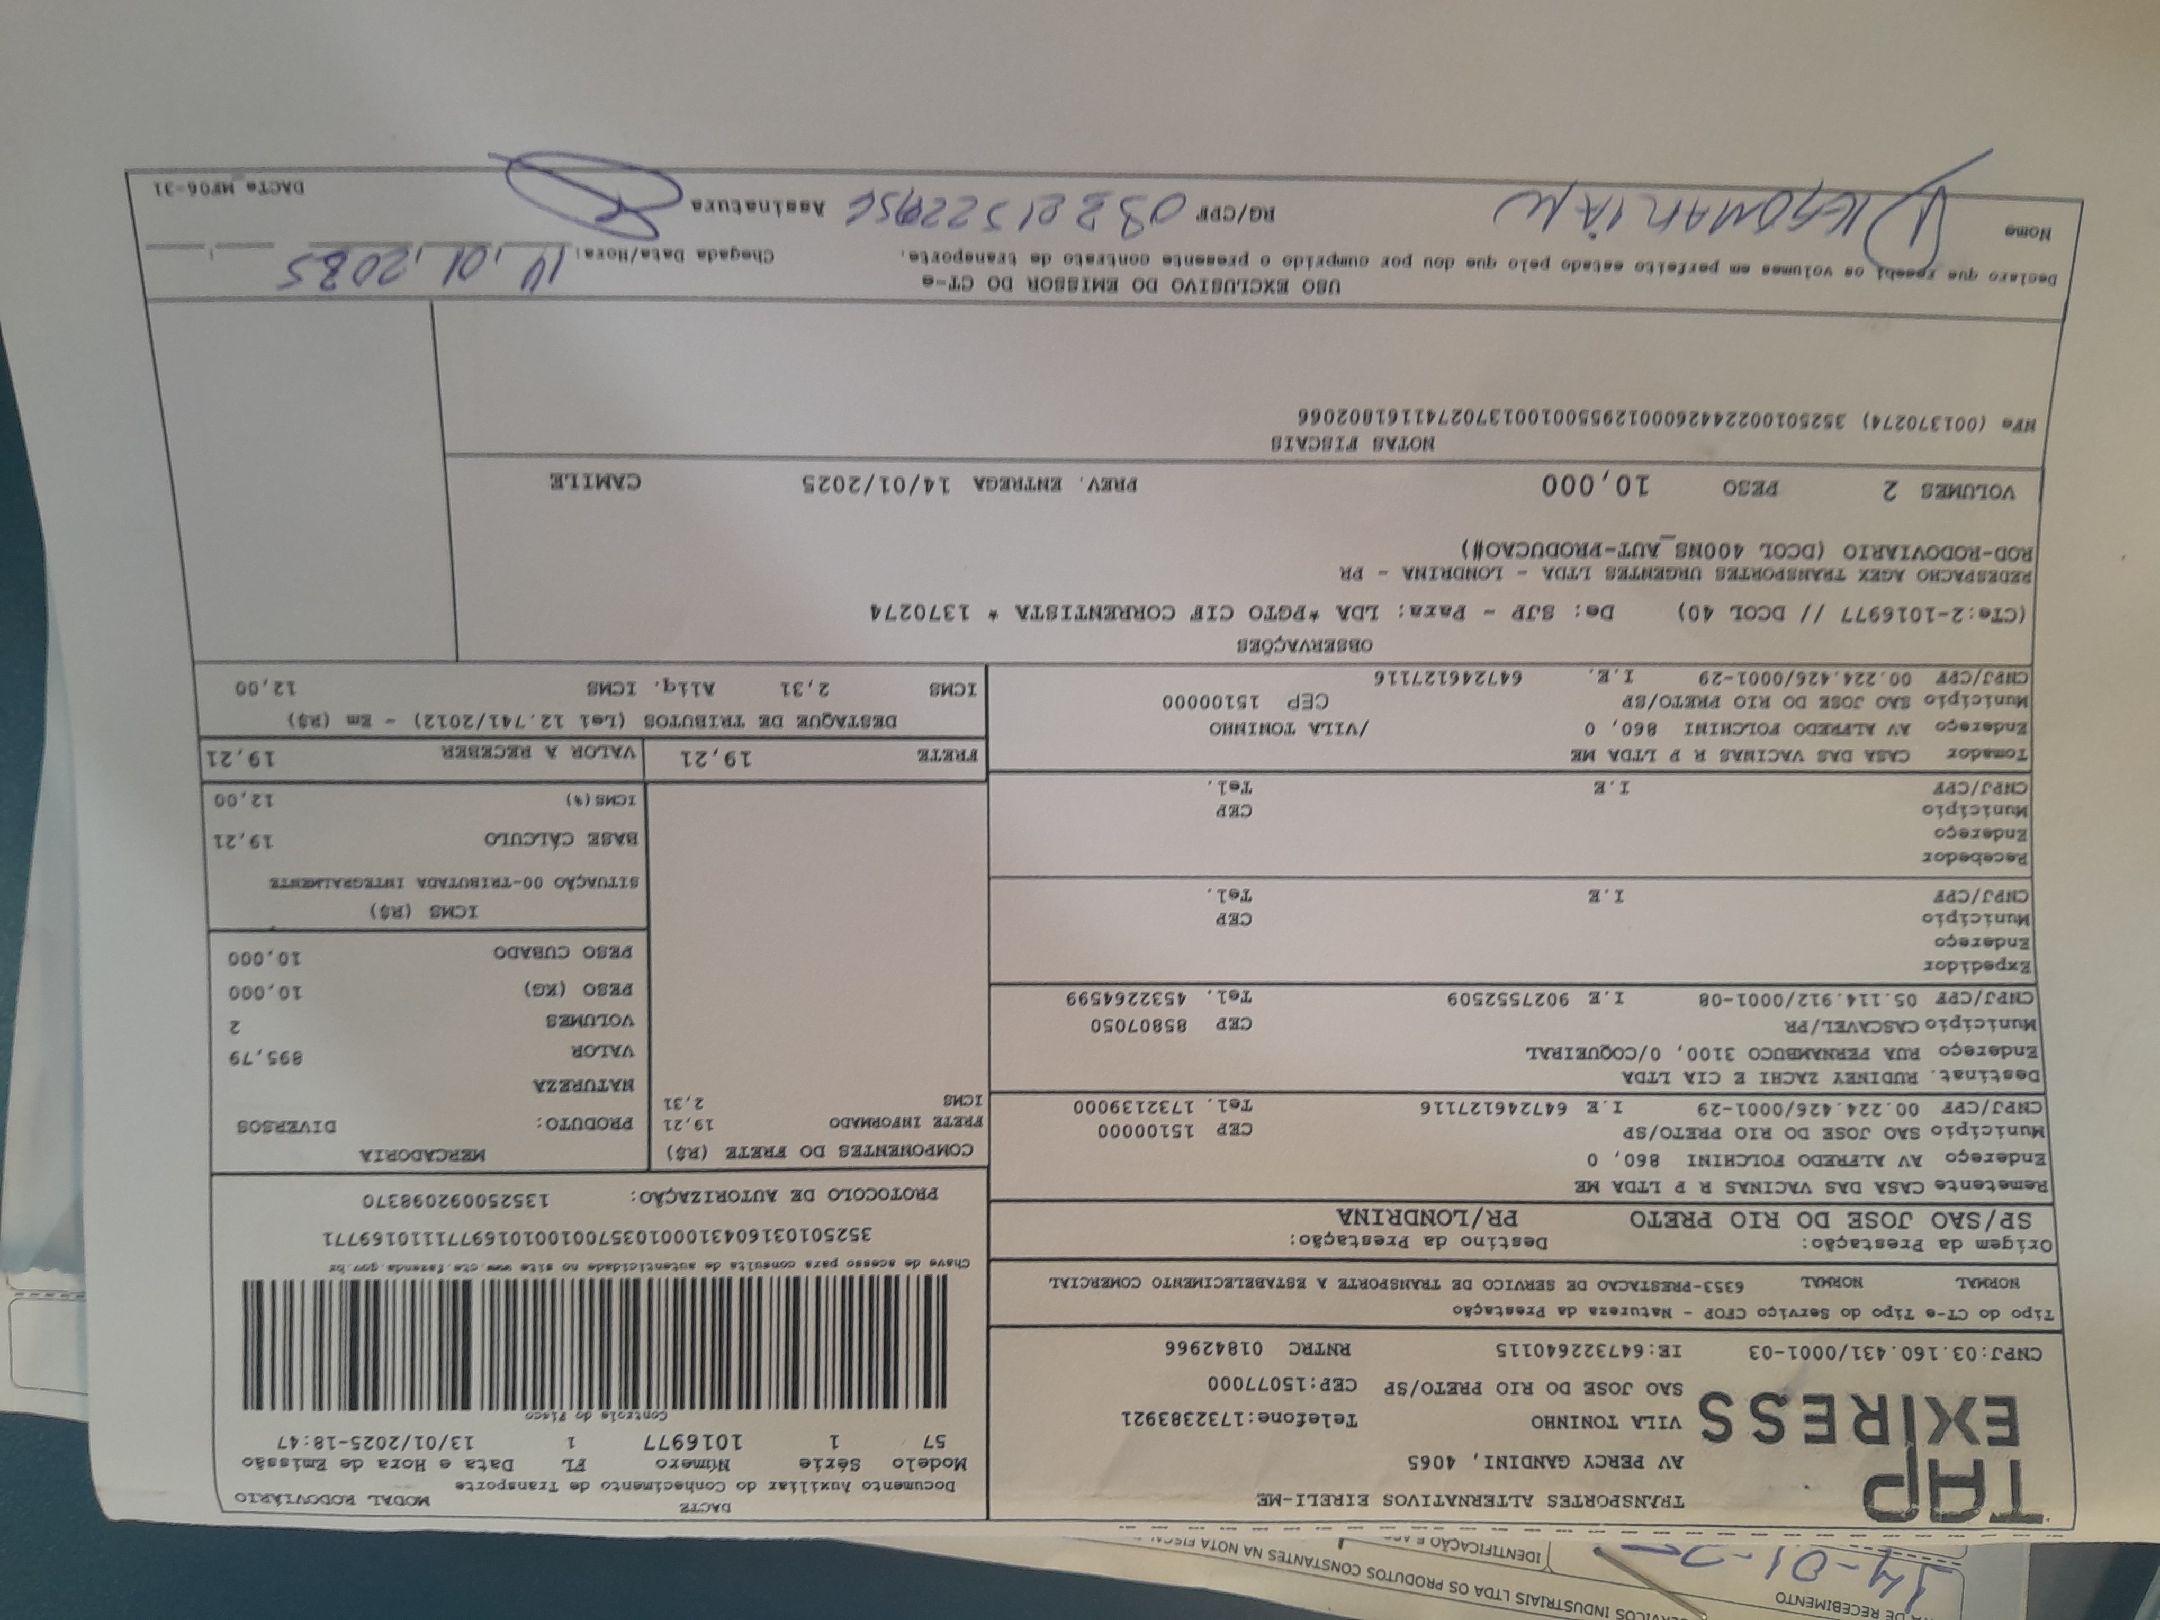 TAP
EXPRESS
TRANSPORTES ALTERNATIVOS EIRELI-ME
AV PERCY GANDINI, 4065
VILA TONINHO Telefone:1732383921
SAO JOSE DO RIO PRETO/SP CEP:15077000
CNPJ:03.160.431/0001-03 IE:647322640115 RNTRC 01842966
DACTE MODAL RODOVIÁRIO
Documento Auxiliar do Conhecimento de Transporte
Modelo Série Número FL Data e Hora de Emissão
57 1 1016977 1 13/01/2025-18:47
Controle do Fisco
Chave de acesso para consulta de autenticidade no site www.cte.fazenda.gov.br
35250103160431000103570010010169771110169771
PROTOCOLO DE AUTORIZAÇÃO: 135250092098370
Tipo do CT-e Tipo do Serviço CFOP - Natureza da Prestação
NORMAL NORMAL 6353-PRESTACAO DE SERVICO DE TRANSPORTE A ESTABELECIMENTO COMERCIAL
Origem da Prestação: Destino da Prestação:
SP/SAO JOSE DO RIO PRETO PR/LONDRINA
Remetente CASA DAS VACINAS R P LTDA ME
Endereço AV ALFREDO FOLCHINI 860, 0
Município SAO JOSE DO RIO PRETO/SP CEP 15100000
CNPJ/CPF 00.224.426/0001-29 I.E 647246127116 Tel. 1732139000
Destinat. RUDINEY ZACHI E CIA LTDA
Endereço RUA PERNAMBUCO 3100, 0/COQUEIRAL
Município CASCAVEL/PR CEP 85807050
CNPJ/CPF 05.114.912/0001-08 I.E 9027552509 Tel. 4532264599
Expedidor
Endereço
Município CEP
CNPJ/CPF I.E Tel.
Recebedor
Endereço
Município CEP
CNPJ/CPF I.E Tel.
Tomador CASA DAS VACINAS R P LTDA ME
Endereço AV ALFREDO FOLCHINI 860, 0 /VILA TONINHO
Município SAO JOSE DO RIO PRETO/SP CEP 15100000
CNPJ/CPF 00.224.426/0001-29 I.E. 647246127116
COMPONENTES DO FRETE (R$)
FRETE INFORMADO 19,21
ICMS 2,31
MERCADORIA
PRODUTO: DIVERSOS
NATUREZA
VALOR 895,79
VOLUMES 2
PESO (KG) 10,000
PESO CUBADO 10,000
ICMS (R$)
SITUAÇÃO 00-TRIBUTADA INTEGRALMENTE
BASE CÁLCULO 19,21
ICMS(%) 12,00
FRETE 19,21 VALOR A RECEBER 19,21
DESTAQUE DE TRIBUTOS (Lei 12.741/2012) - Em (R$)
ICMS 2,31 Aliq. ICMS 12,00
OBSERVAÇÕES
(CTe:2-1016977 // DCOL 40) De: SJP - Para: LDA *PGTO CIF CORRENTISTA * 1370274
REDESPACHO AGEX TRANSPORTES URGENTES LTDA - LONDRINA - PR
ROD-RODOVIARIO (DCOL 400NS_AUT-PRODUCAO#)
VOLUMES 2 PESO 10,000 PREV. ENTREGA 14/01/2025 CAMILE
NOTAS FISCAIS
NFe (001370274) 35250100224426000129550010013702741161802066
USO EXCLUSIVO DO EMISSOR DO CT-e
Declaro que recebi os volumes em perfeito estado pelo que dou por cumprido o presente contrato de transporte. Chegada Data/Hora: 14.01.2025
Nome RG/CPF Assinatura DACTe_MF06-31
DE RECEBIMENTO
14-01-25
IDENTIFICAÇÃO E
INDUSTRIAIS LTDA OS PRODUTOS CONSTANTES NA NOTA FISCAL